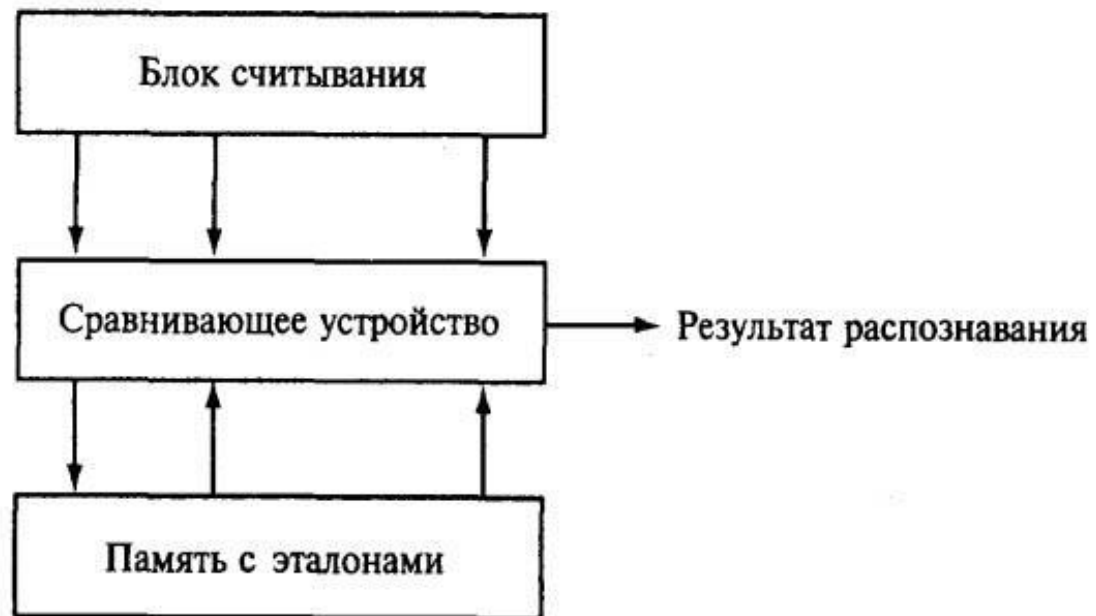 Блок считывания
Сравнивающее устройство
Результат распознавания
Память с эталонами